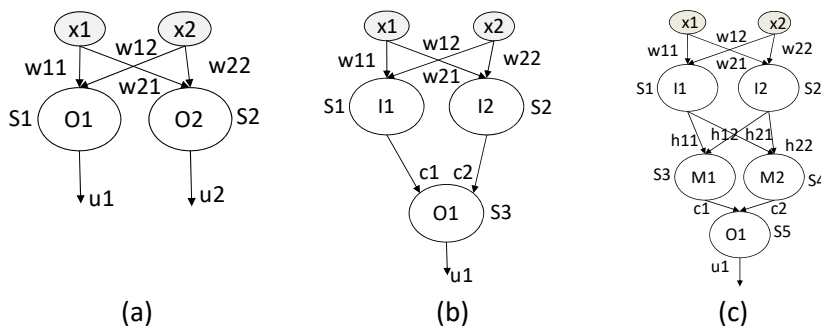 x1 x2
w12
w11 w22
w21
S1 O1 O2 S2
u1 u2
(a)
x1 x2
w12
w11 w22
w21
S1 I1 I2 S2
c1 c2
O1 S3
u1
(b)
x1 x2
w12
w11 w22
w21
S1 I1 I2 S2
h12 h21
h11 h22
S3 M1 M2 S4
c1 c2
O1 S5
u1
(c)